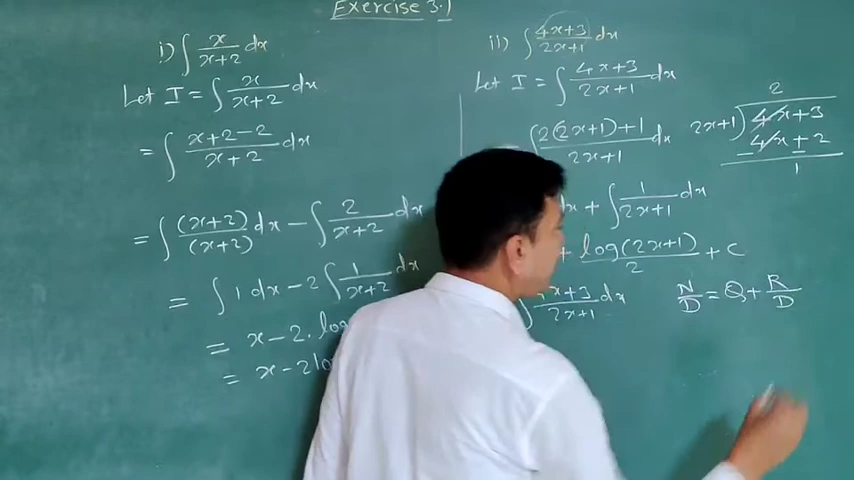 Exercise 3.1
i) ∫ x/(x+2) dx
Let I = ∫ x/(x+2) dx
= ∫ (x+2-2)/(x+2) dx
= ∫ (x+2)/(x+2) dx - ∫ 2/(x+2) dx
= ∫ 1 dx - 2 ∫ 1/(x+2) dx
= x - 2. log
= x - 2 lo
ii) ∫ (4x+3)/(2x+1) dx
Let I = ∫ (4x+3)/(2x+1) dx
∫ (2(2x+1)+1)/(2x+1) dx
dx + ∫ 1/(2x+1) dx
+ log(2x+1)/2 + c
∫ x+3/(2x+1) dx
2
2x+1) 4x+3
4x+2
1
N/D = Q + R/D